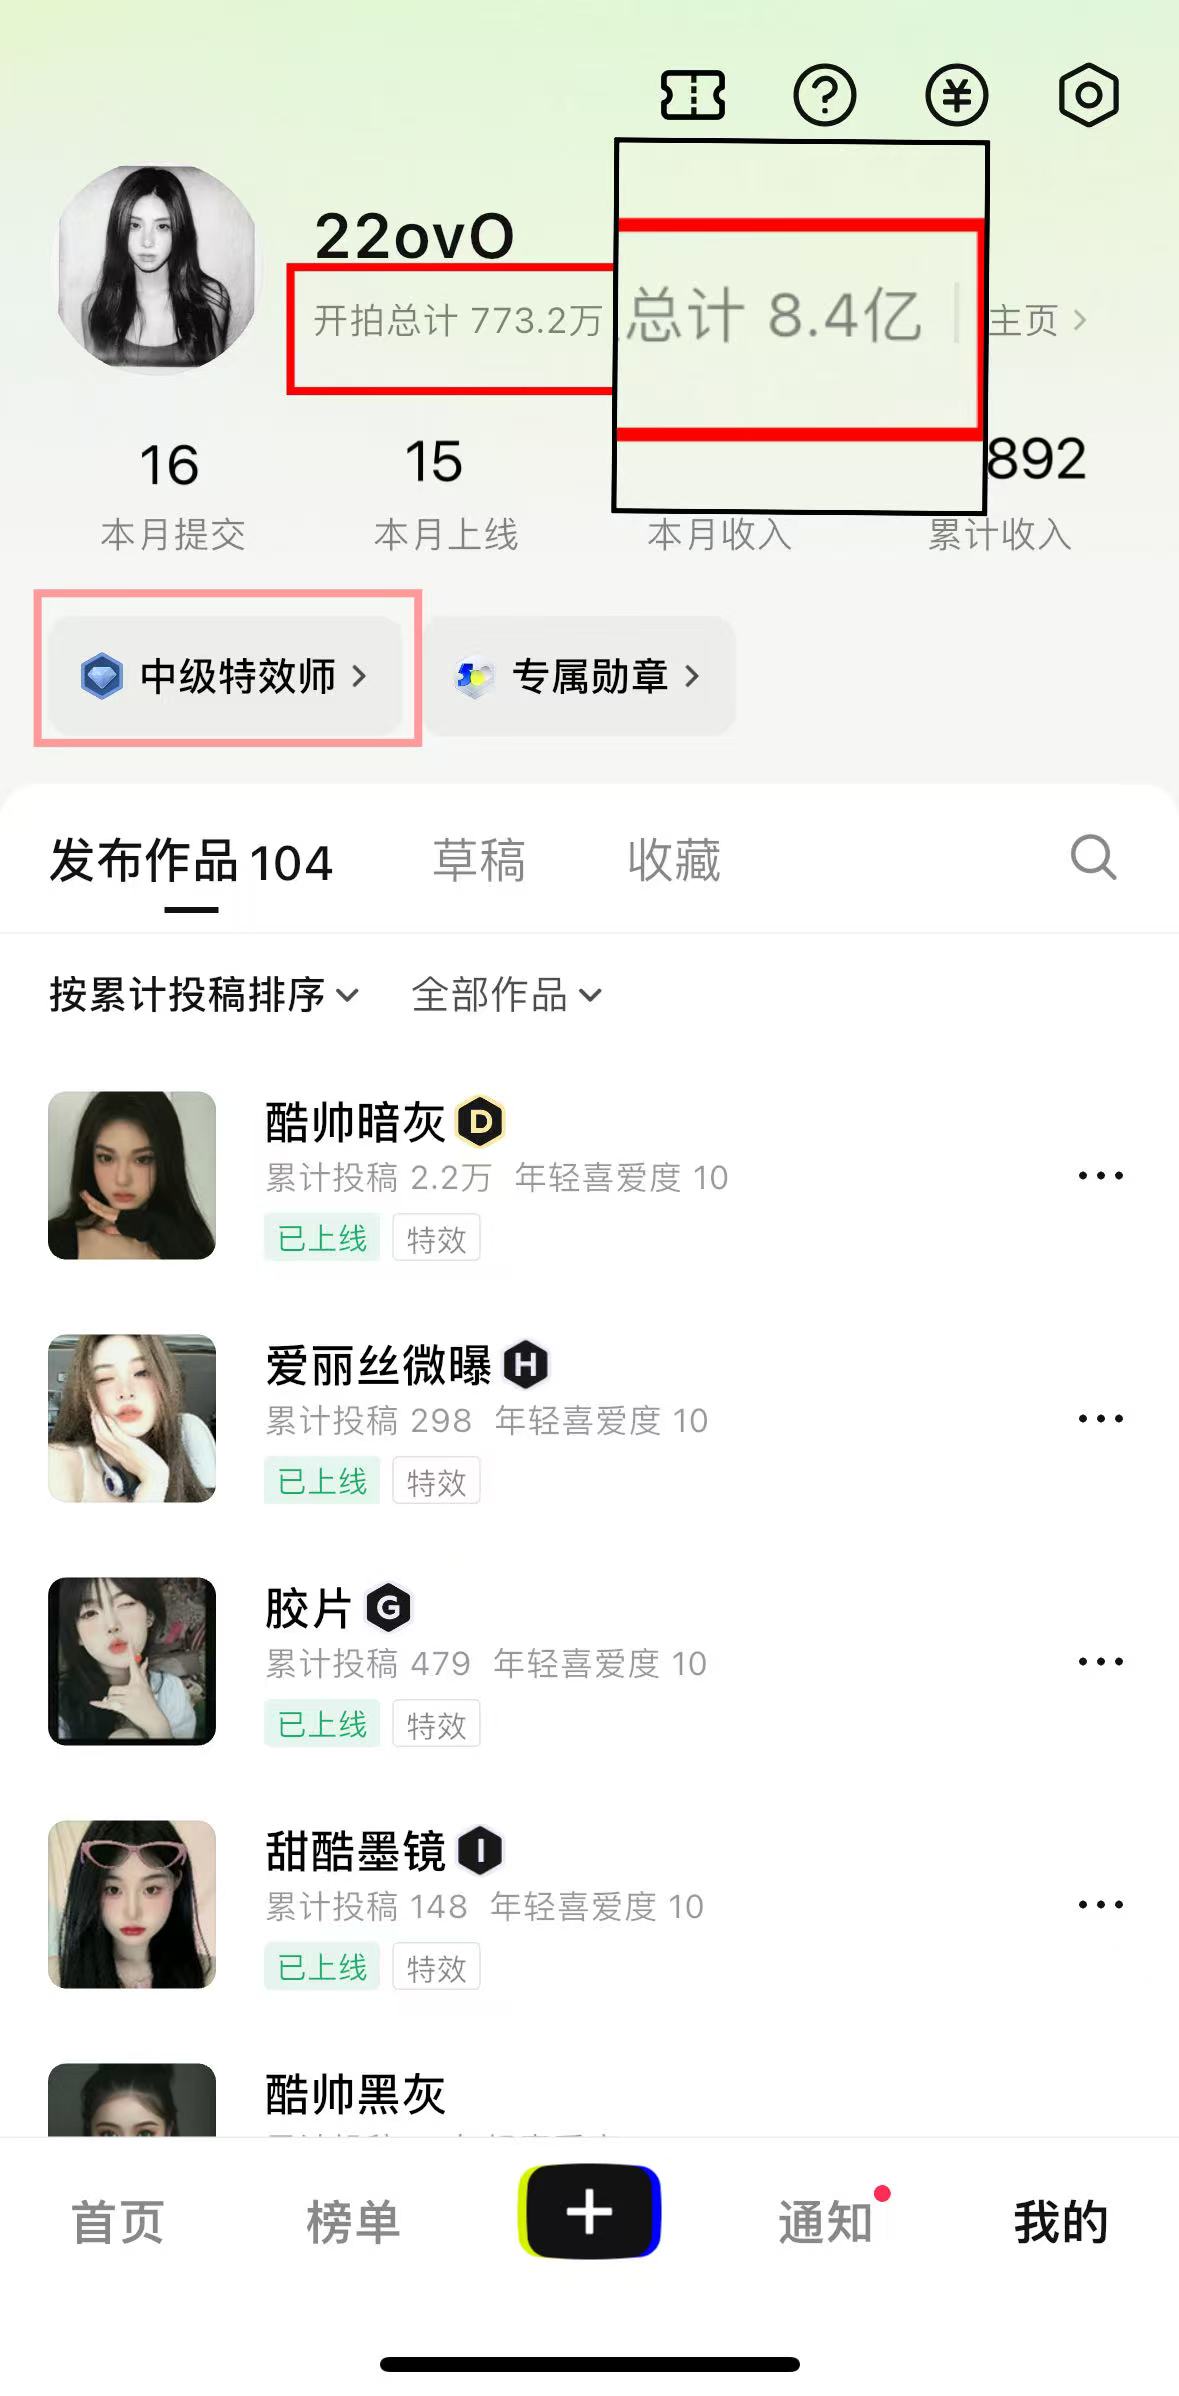 22ovO
开拍总计 773.2万
总计 8.4亿
主页
16
15
892
本月提交
本月上线
本月收入
累计收入
中级特效师
专属勋章
发布作品 104
草稿
收藏
按累计投稿排序
全部作品
酷帅暗灰 D
累计投稿 2.2万 年轻喜爱度 10
已上线 特效
爱丽丝微曝 H
累计投稿 298 年轻喜爱度 10
已上线 特效
胶片 G
累计投稿 479 年轻喜爱度 10
已上线 特效
甜酷墨镜 I
累计投稿 148 年轻喜爱度 10
已上线 特效
酷帅黑灰
首页
榜单
通知
我的